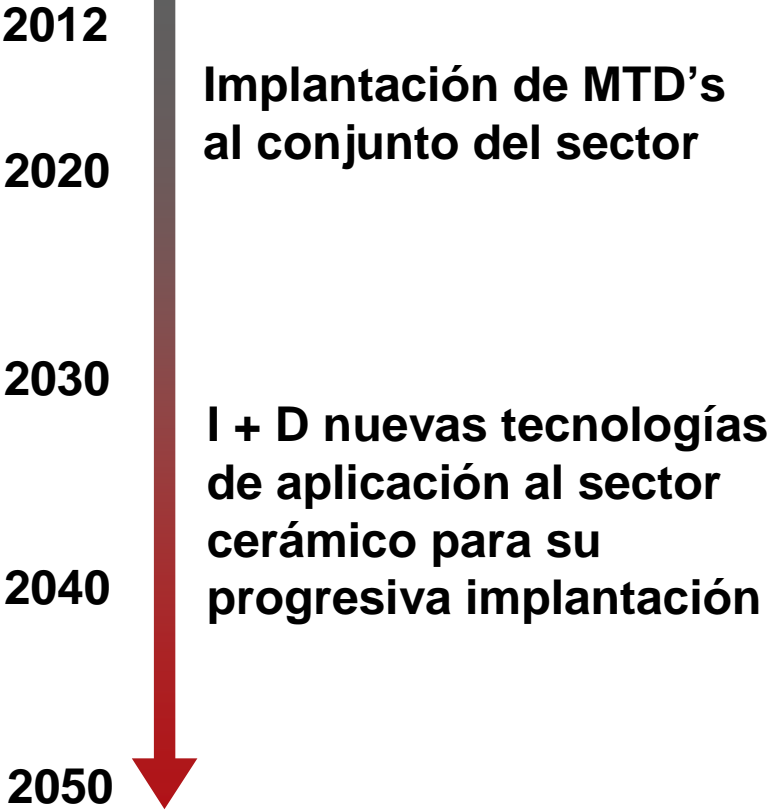 2012
Implantación de MTD’s
al conjunto del sector
2020
2030
I + D nuevas tecnologías
de aplicación al sector
cerámico para su
progresiva implantación
2040
2050